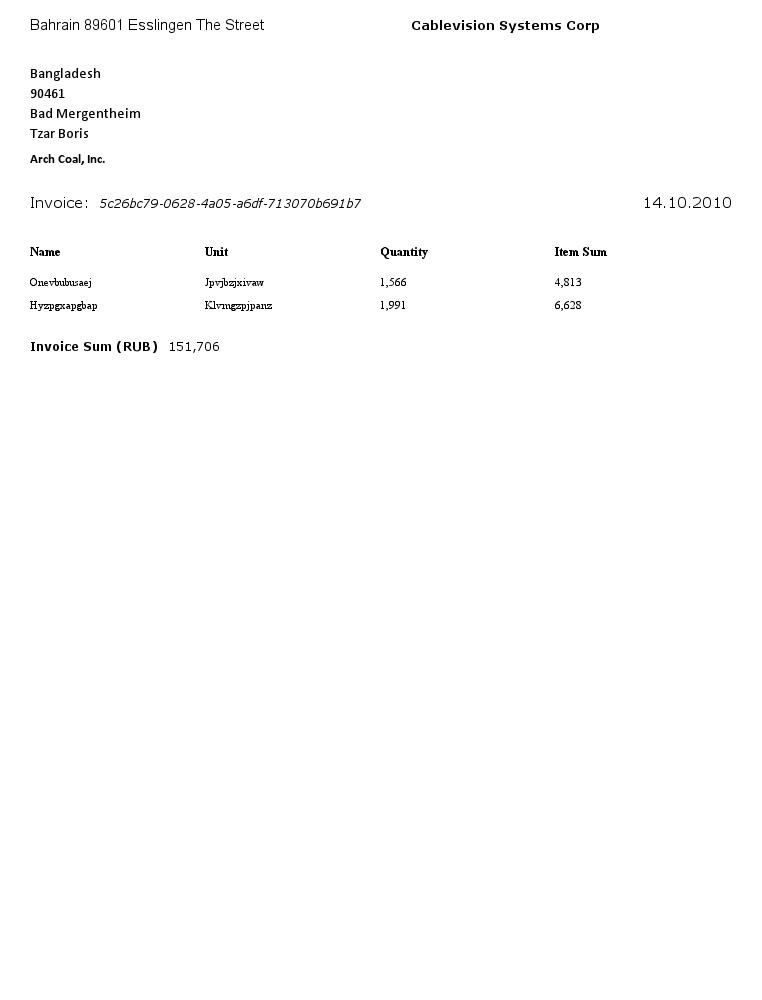 Bahrain 89601 Esslingen The Street Cablevision Systems Corp
Bangladesh
90461
Bad Mergentheim
Tzar Boris
Arch Coal, Inc.
Invoice: 5c26bc79-0628-4a05-a6df-713070b691b7 14.10.2010
Name Unit Quantity Item Sum
Onevbubusaej Jpvjbzjxivaw 1,566 4,813
Hyzpgxapgbap Klvmgzpjpanz 1,991 6,628
Invoice Sum (RUB) 151,706